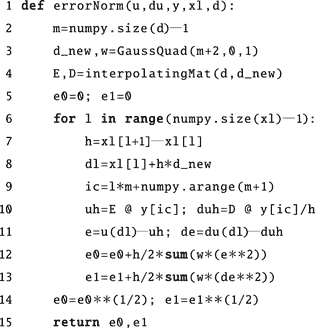 1 def errorNorm(u,du,y,xl,d):
2 m=numpy.size(d)—1
3 d_new,w=GaussQuad(m+2,0,1)
4 E,D=interpolatingMat(d,d_new)
5 e0=0; e1=0
6 for l in range(numpy.size(xl)—1):
7 h=xl[l+1]—xl[l]
8 dl=xl[l]+h*d_new
9 ic=l*m+numpy.arange(m+1)
10 uh=E @ y[ic]; duh=D @ y[ic]/h
11 e=u(dl)—uh; de=du(dl)—duh
12 e0=e0+h/2*sum(w*(e**2))
13 e1=e1+h/2*sum(w*(de**2))
14 e0=e0**(1/2); e1=e1**(1/2)
15 return e0,e1